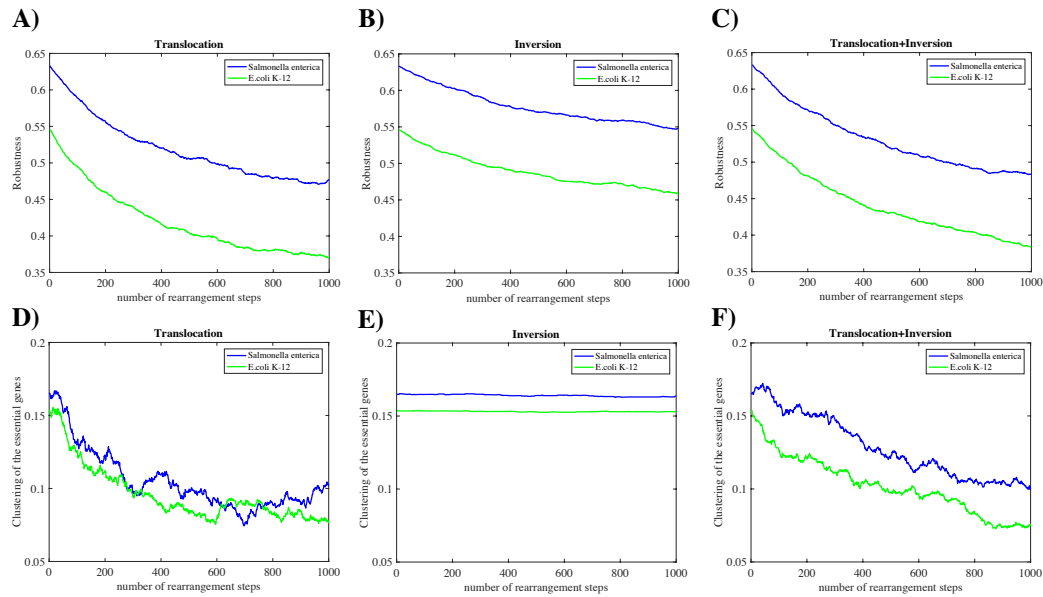 A)
Translocation
0.65
0.6
0.55
0.5
0.45
0.4
0.35
Robustness
Salmonella enterica
E.coli K-12
0 200 400 600 800 1000
number of rearrangement steps
B)
Inversion
0.65
0.6
0.55
0.5
0.45
0.4
0.35
Robustness
Salmonella enterica
E.coli K-12
0 200 400 600 800 1000
number of rearrangement steps
C)
Translocation+Inversion
0.65
0.6
0.55
0.5
0.45
0.4
0.35
Robustness
Salmonella enterica
E.coli K-12
0 200 400 600 800 1000
number of rearrangement steps
D)
Translocation
0.2
0.15
0.1
0.05
Clustering of the essential genes
Salmonella enterica
E.coli K-12
0 200 400 600 800 1000
number of rearrangement steps
E)
Inversion
0.2
0.15
0.1
0.05
Clustering of the essential genes
Salmonella enterica
E.coli K-12
0 200 400 600 800 1000
number of rearrangement steps
F)
Translocation+Inversion
0.2
0.15
0.1
0.05
Clustering of the essential genes
Salmonella enterica
E.coli K-12
0 200 400 600 800 1000
number of rearrangement steps